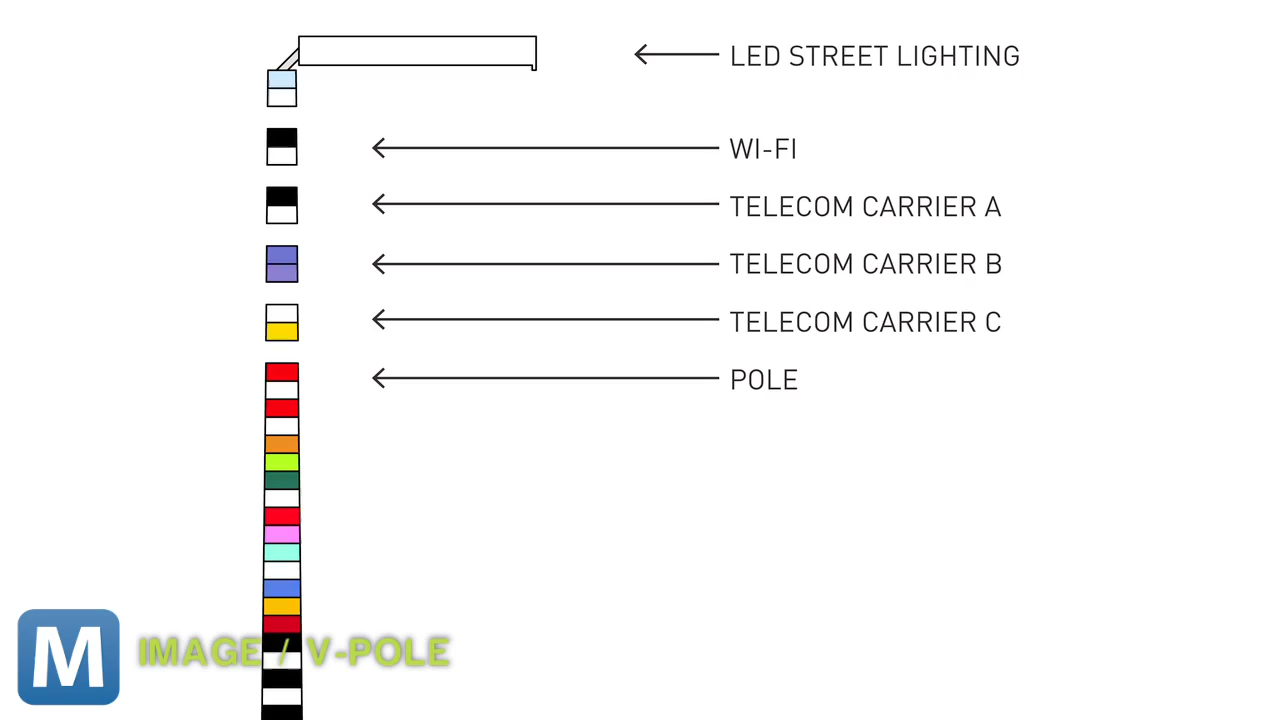 LED STREET LIGHTING
WI-FI
TELECOM CARRIER A
TELECOM CARRIER B
TELECOM CARRIER C
POLE
M IMAGE / V-POLE